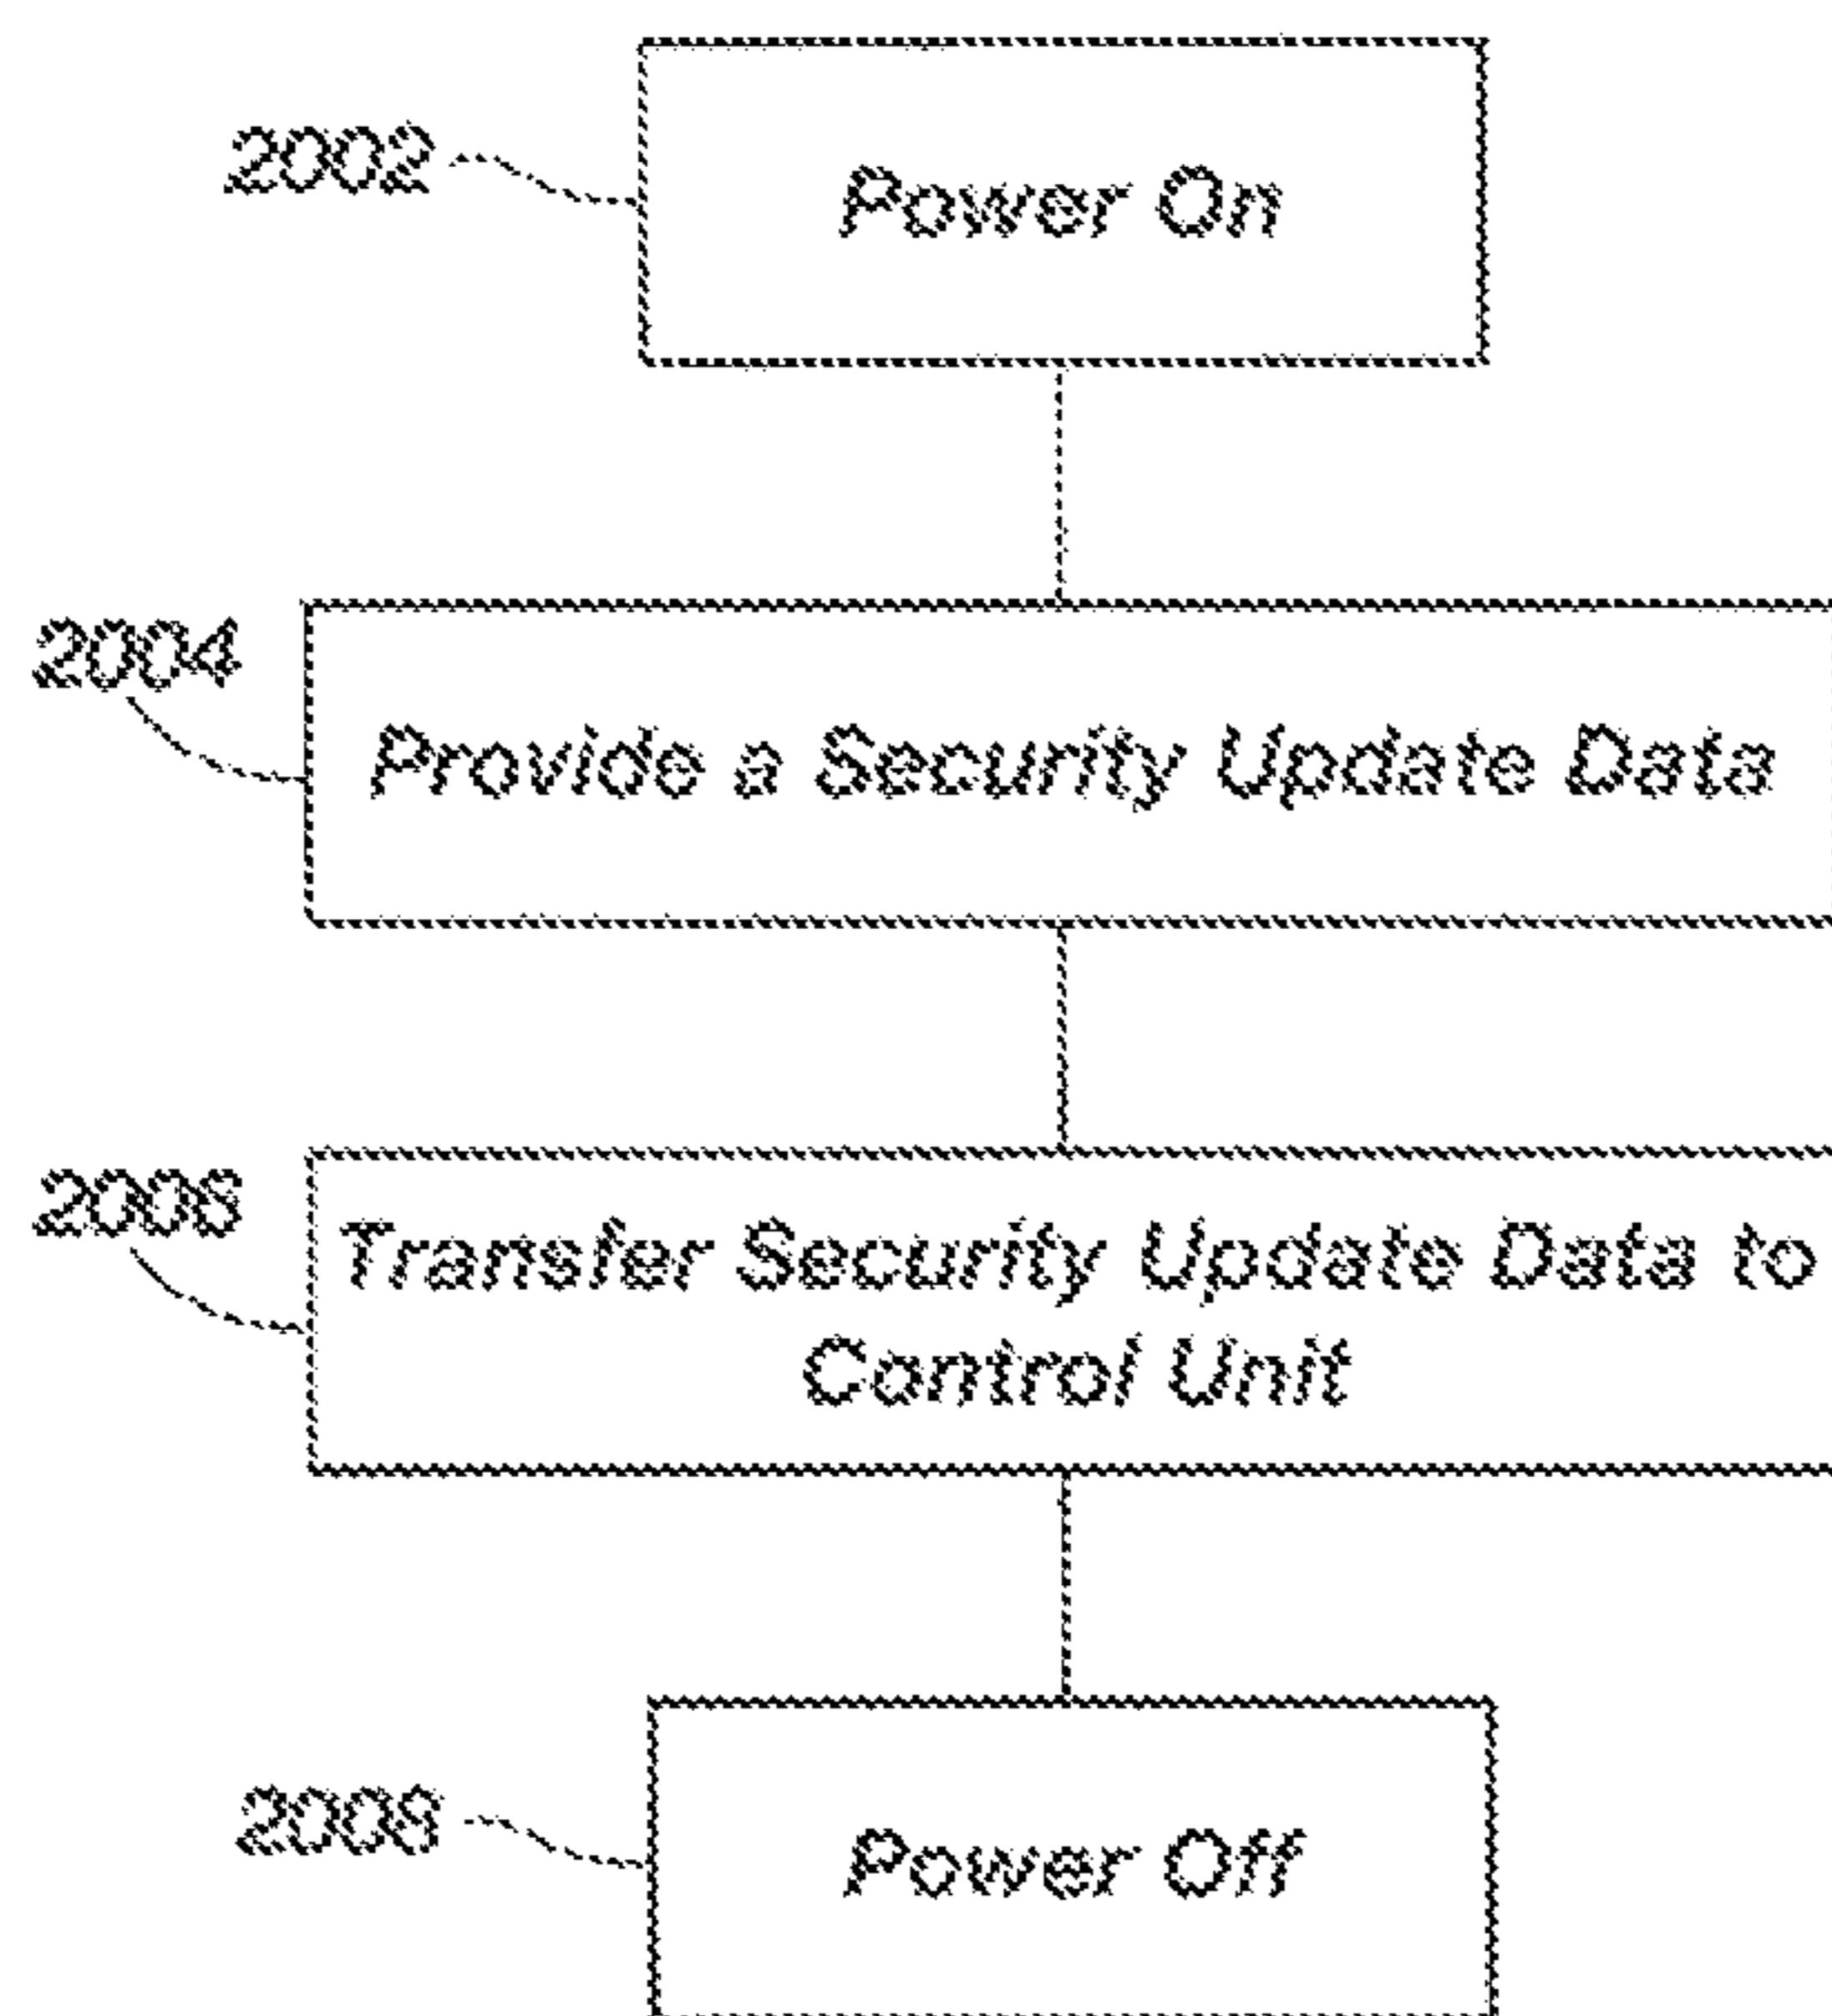 2002
Power On
2004
Provide a Security Update Data
2006
Transfer Security Update Data to
Control Unit
2008
Power Off